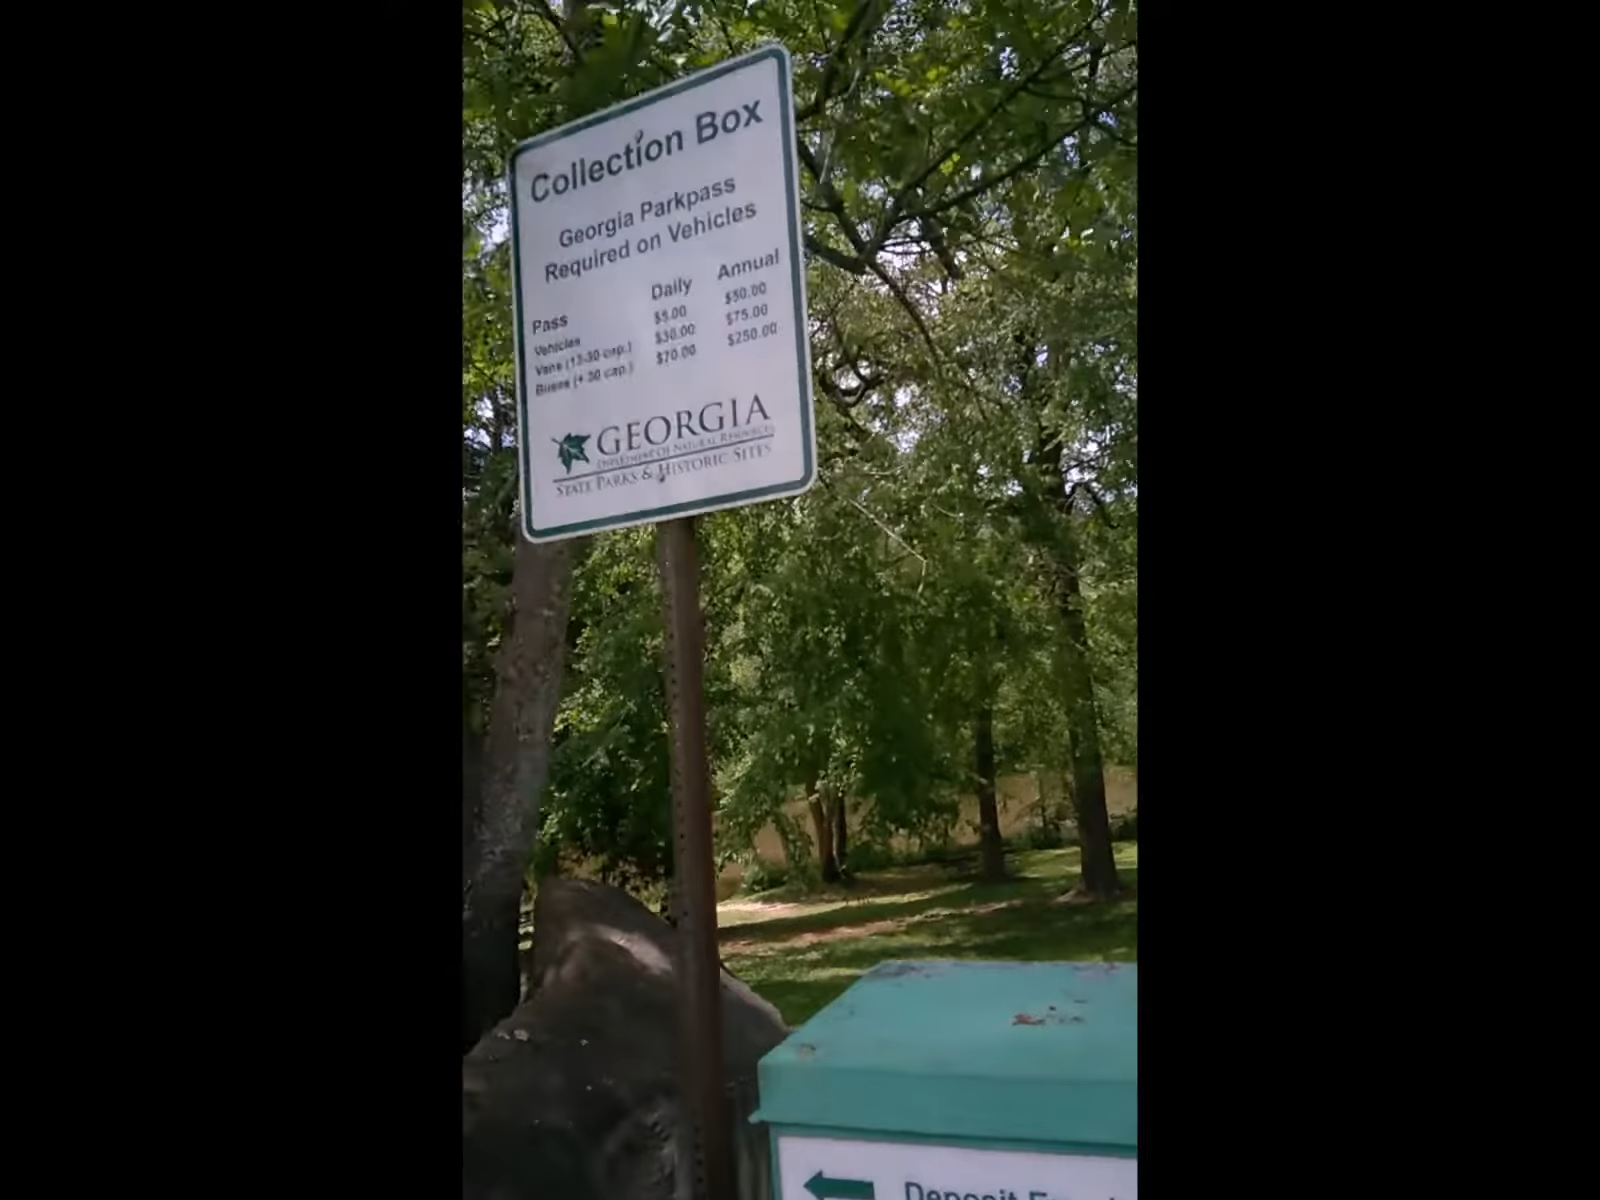 Collection Box
Georgia Parkpass
Required on Vehicles
Pass Daily Annual
Vehicles $5.00 $50.00
Vans (13-30 cap.) $30.00 $75.00
Buses (+ 30 cap.) $70.00 $250.00
GEORGIA
DEPARTMENT OF NATURAL RESOURCES
STATE PARKS & HISTORIC SITES
Deposit